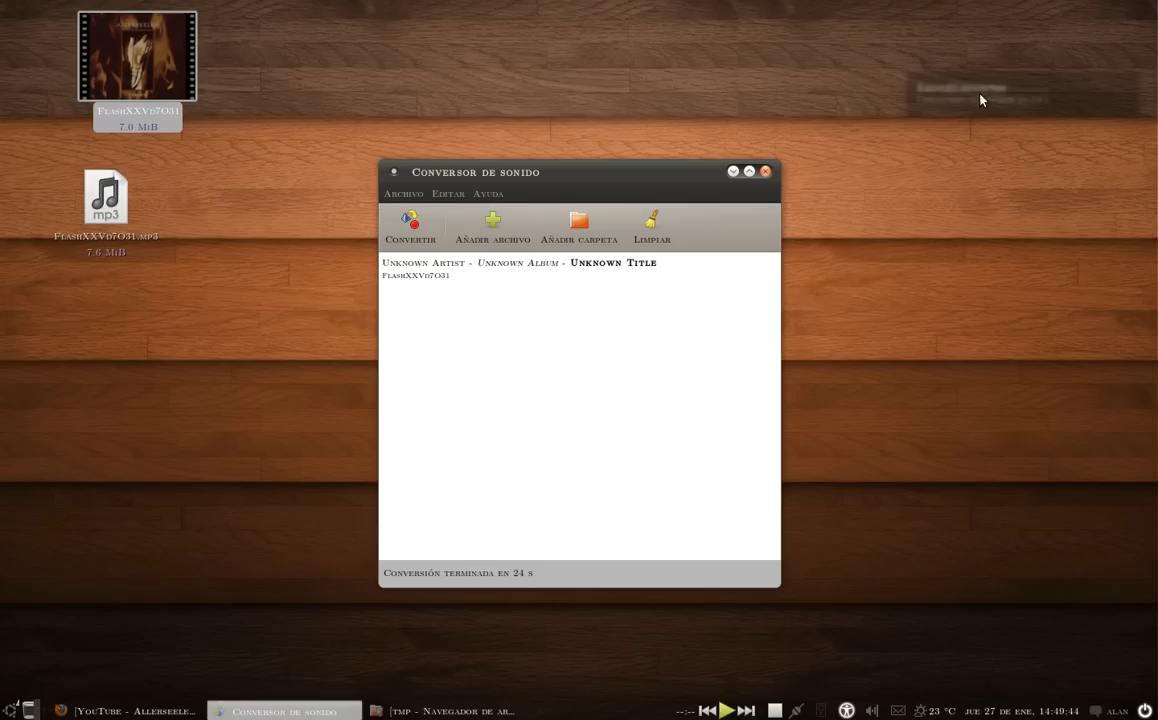 FlashXXVd7O31
7.0 MiB
mp3
FlashXXVd7O31.mp3
7.6 MiB
Conversor de sonido
Archivo Editar Ayuda
Convertir Añadir archivo Añadir carpeta Limpiar
Unknown Artist - Unknown Album - Unknown Title
FlashXXVd7O31
Conversión terminada en 24 s
[YouTube - Allerseele... Conversor de sonido [tmp - Navegador de ar... --:-- 23 °C jue 27 de ene, 14:49:44 alan